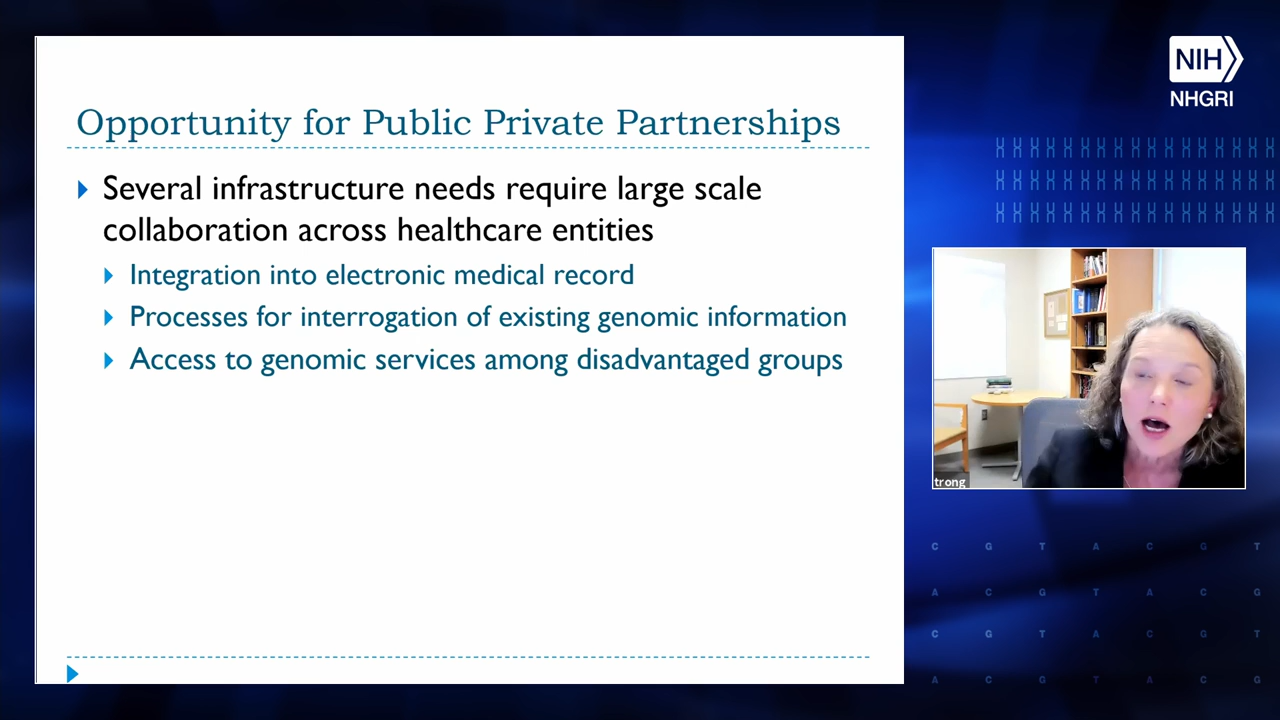 Opportunity for Public Private Partnerships
Several infrastructure needs require large scale
collaboration across healthcare entities
Integration into electronic medical record
Processes for interrogation of existing genomic information
Access to genomic services among disadvantaged groups
NIH
NHGRI
trong
C G T A C G T
A C G T A C G
C G T A C G T
A C G T A C G